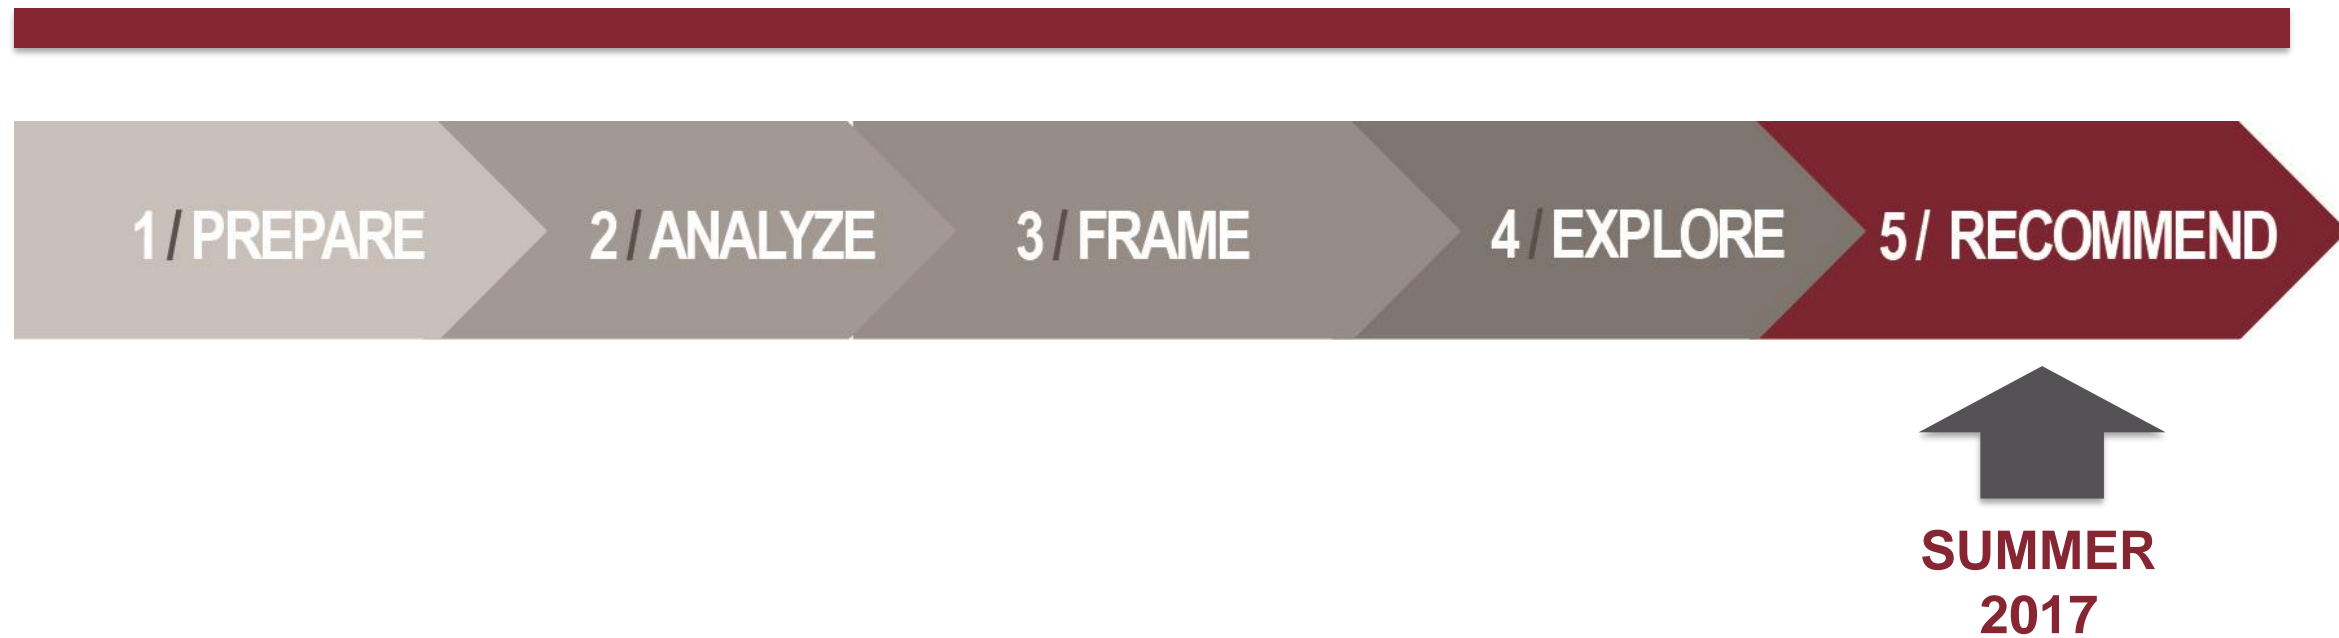 1 / PREPARE
2 / ANALYZE
3 / FRAME
4 / EXPLORE
5 / RECOMMEND
SUMMER
2017